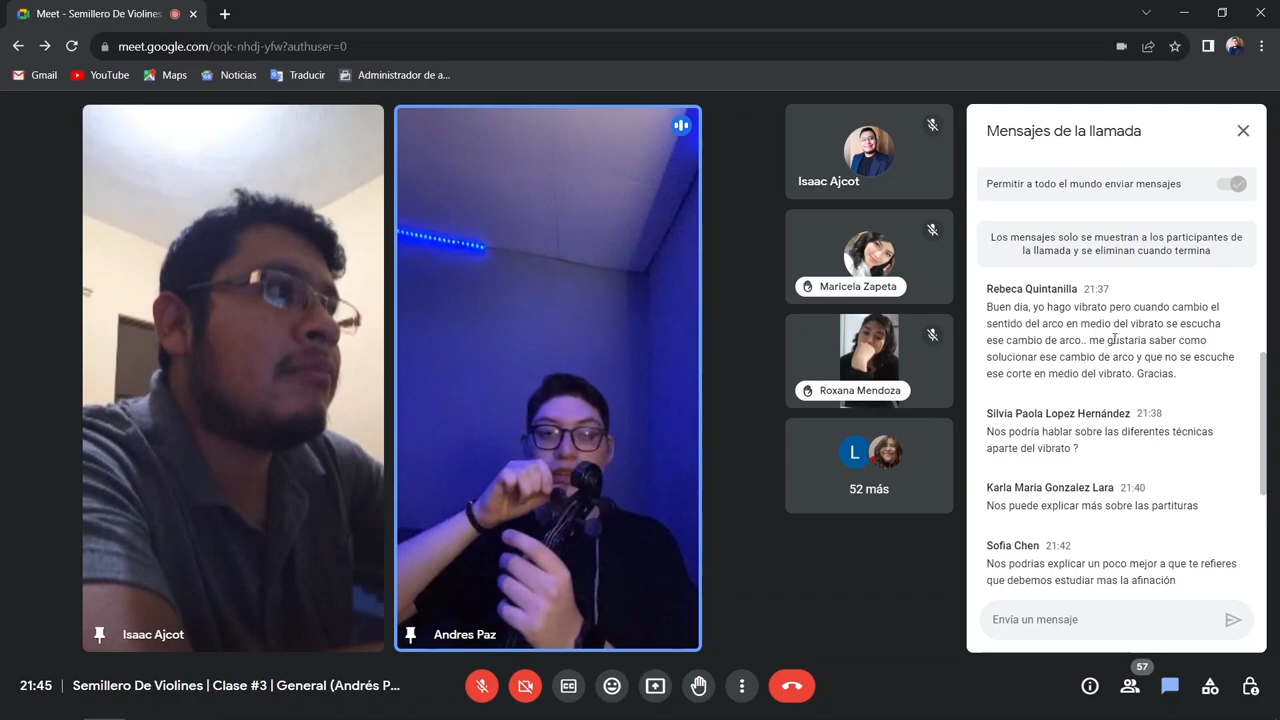 Meet - Semillero De Violines
meet.google.com/oqk-nhdj-yfw?authuser=0
Gmail
YouTube
Maps
Noticias
Traducir
Administrador de a...
Isaac Ajcot
Andres Paz
Isaac Ajcot
Maricela Zapeta
Roxana Mendoza
L
52 más
Mensajes de la llamada
Permitir a todo el mundo enviar mensajes
Los mensajes solo se muestran a los participantes de
la llamada y se eliminan cuando termina
Rebeca Quintanilla 21:37
Buen dia, yo hago vibrato pero cuando cambio el
sentido del arco en medio del vibrato se escucha
ese cambio de arco.. me gustaria saber como
solucionar ese cambio de arco y que no se escuche
ese corte en medio del vibrato. Gracias.
Silvia Paola Lopez Hernández 21:38
Nos podría hablar sobre las diferentes técnicas
aparte del vibrato ?
Karla Maria Gonzalez Lara 21:40
Nos puede explicar más sobre las partituras
Sofia Chen 21:42
Nos podrias explicar un poco mejor a que te refieres
que debemos estudiar mas la afinación
Envía un mensaje
21:45 | Semillero De Violines | Clase #3 | General (Andrés P...
57